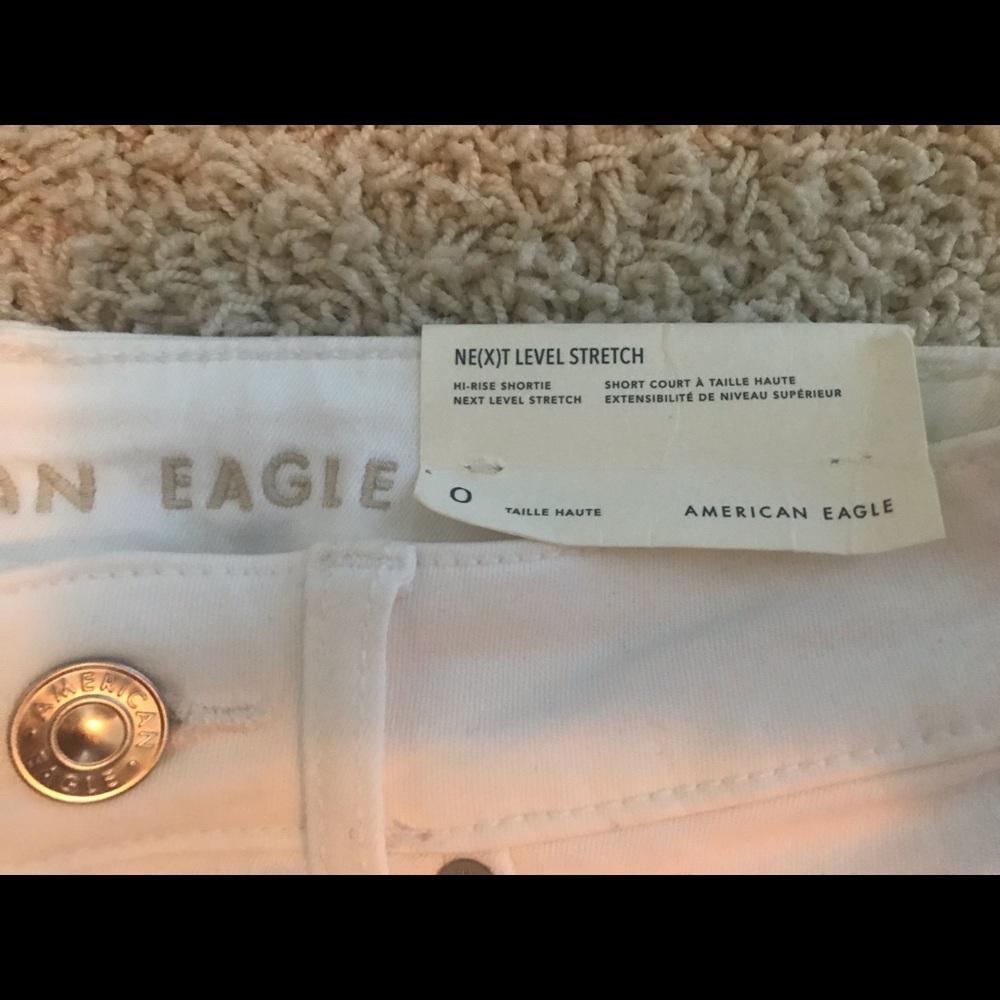 NE(X)T LEVEL STRETCH
HI-RISE SHORTIE
NEXT LEVEL STRETCH
SHORT COURT À TAILLE HAUTE
EXTENSIBILITÉ DE NIVEAU SUPÉRIEUR
0
TAILLE HAUTE
AMERICAN EAGLE
AN EAGLE
AMERICAN
EAGLE